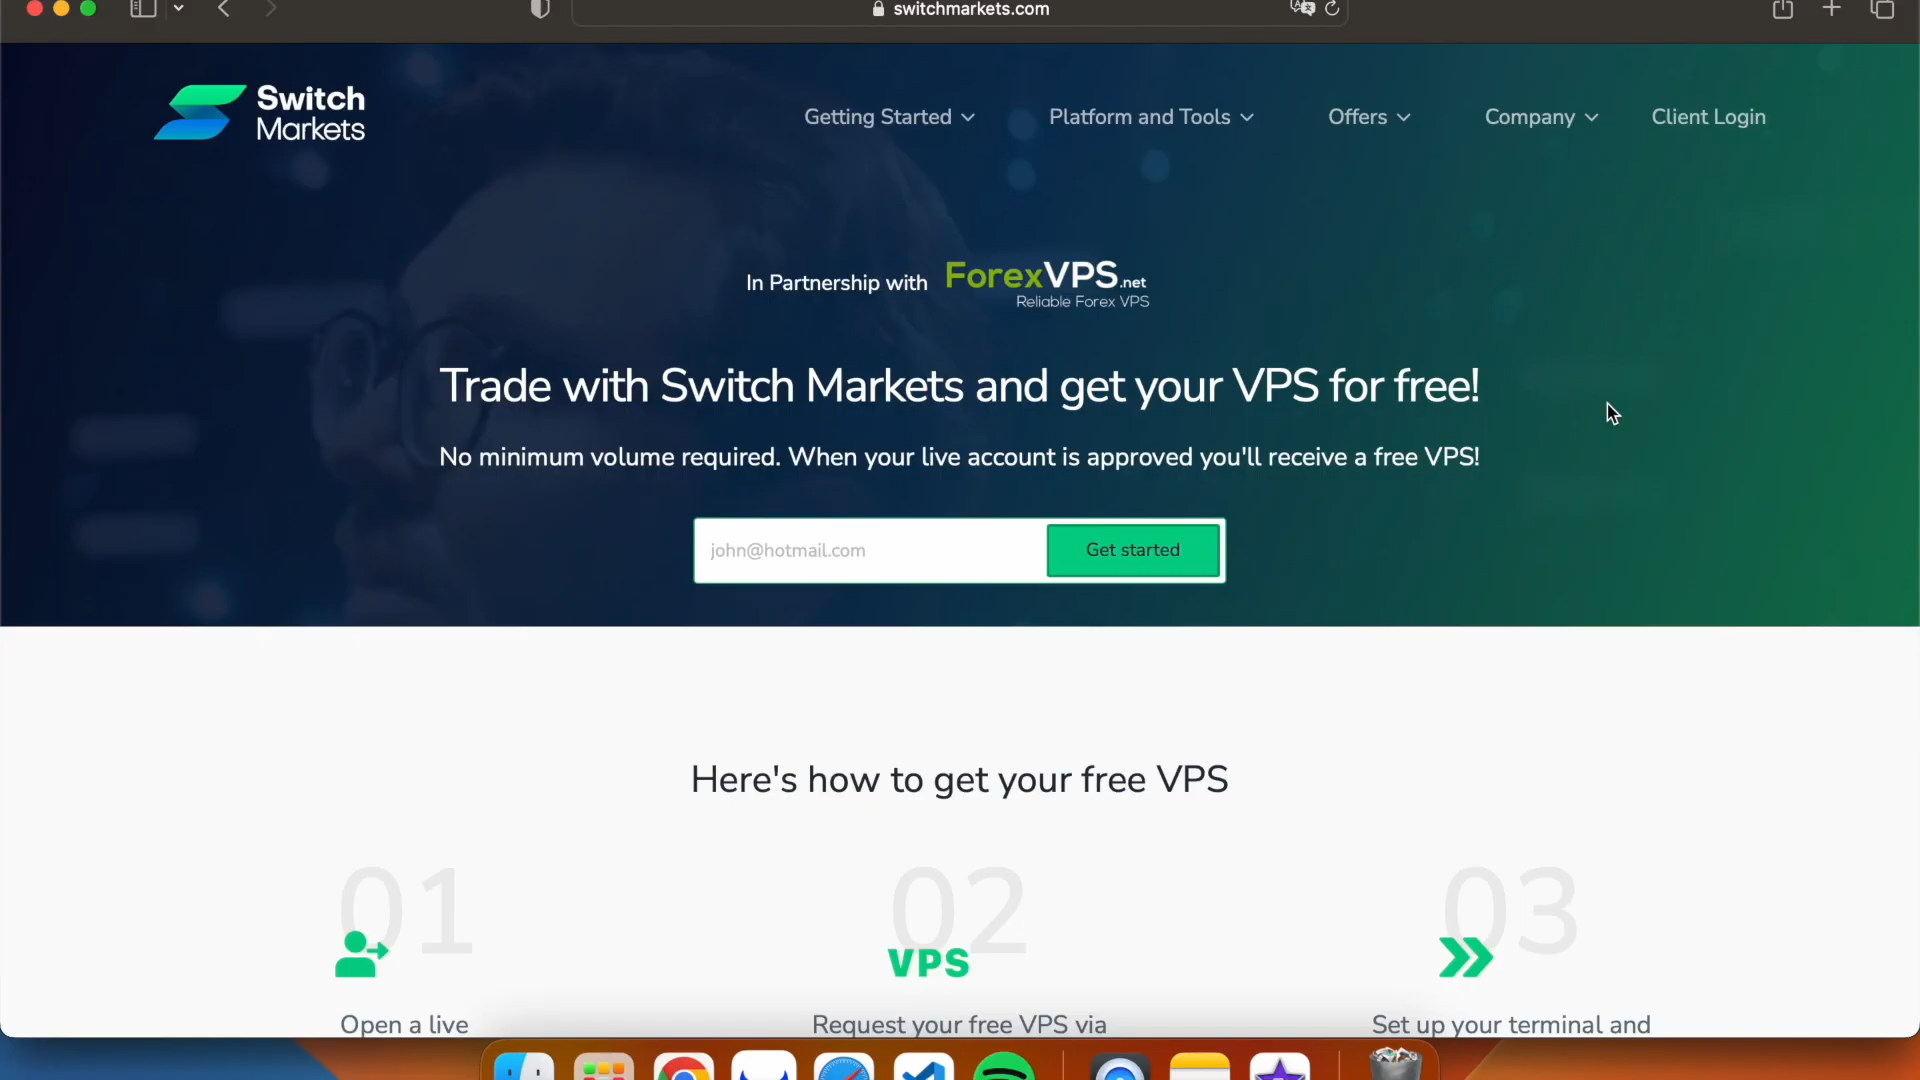 switchmarkets.com
Switch
Markets
Getting Started
Platform and Tools
Offers
Company
Client Login
In Partnership with
ForexVPS.net
Reliable Forex VPS
Trade with Switch Markets and get your VPS for free!
No minimum volume required. When your live account is approved you'll receive a free VPS!
john@hotmail.com
Get started
Here's how to get your free VPS
01
02
03
VPS
Open a live
Request your free VPS via
Set up your terminal and